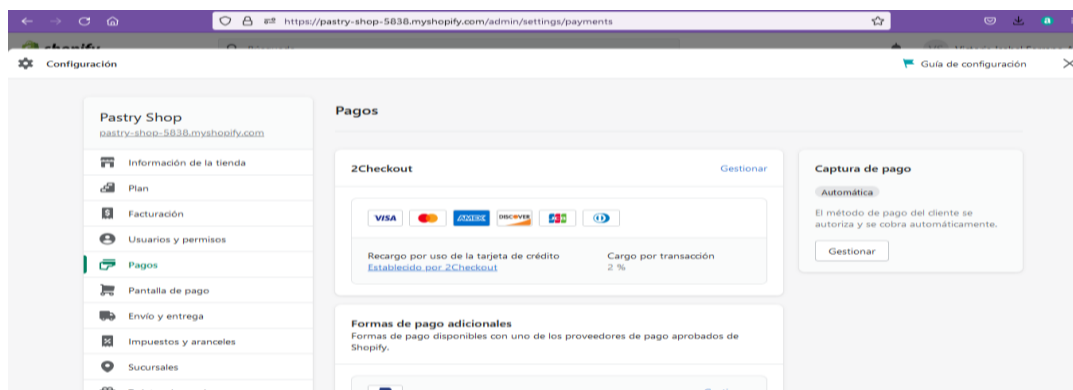 https://pastry-shop-5838.myshopify.com/admin/settings/payments
Configuración
Guía de configuración
Pastry Shop
pastry-shop-5838.myshopify.com
Información de la tienda
Plan
Facturación
Usuarios y permisos
Pagos
Pantalla de pago
Envío y entrega
Impuestos y aranceles
Sucursales
Pagos
2Checkout
Gestionar
VISA
AMEX
DISCOVER
JCB
Recargo por uso de la tarjeta de crédito
Establecido por 2Checkout
Cargo por transacción
2 %
Formas de pago adicionales
Formas de pago disponibles con uno de los proveedores de pago aprobados de
Shopify.
Captura de pago
Automática
El método de pago del cliente se
autoriza y se cobra automáticamente.
Gestionar